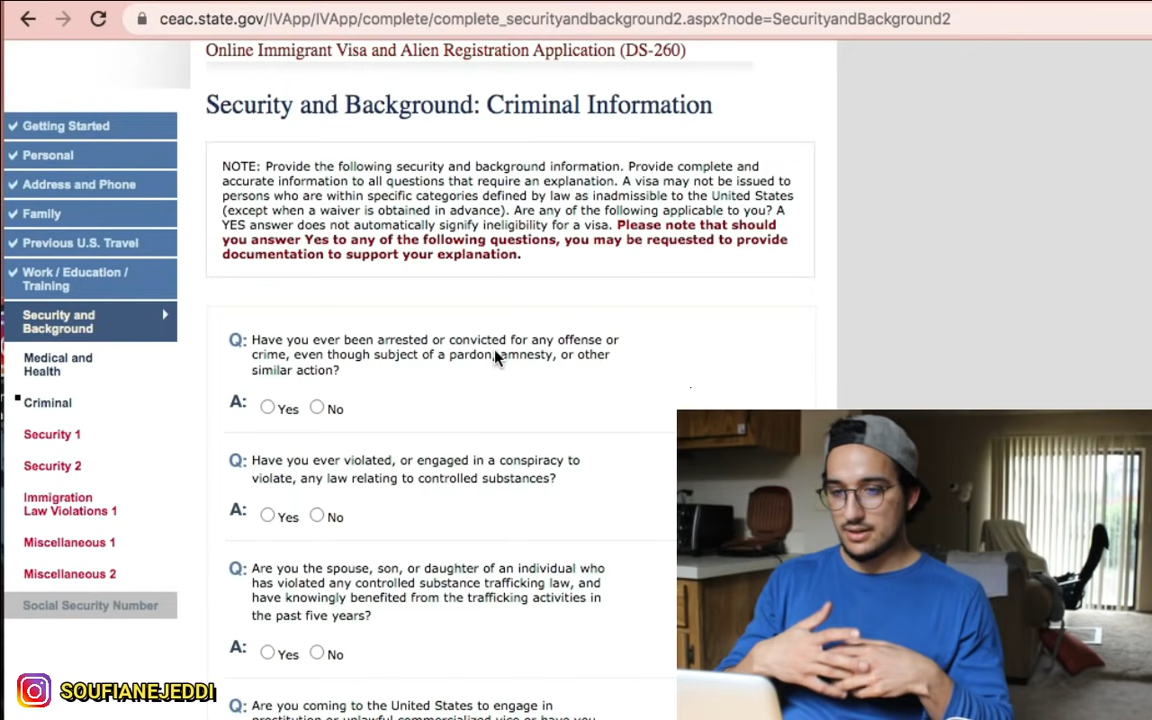 ceac.state.gov/IVApp/IVApp/complete/complete_securityandbackground2.aspx?node=SecurityandBackground2
Online Immigrant Visa and Alien Registration Application (DS-260)
Security and Background: Criminal Information
Getting Started
Personal
Address and Phone
Family
Previous U.S. Travel
Work / Education /
Training
Security and
Background
Medical and
Health
Criminal
Security 1
Security 2
Immigration
Law Violations 1
Miscellaneous 1
Miscellaneous 2
Social Security Number
NOTE: Provide the following security and background information. Provide complete and
accurate information to all questions that require an explanation. A visa may not be issued to
persons who are within specific categories defined by law as inadmissible to the United States
(except when a waiver is obtained in advance). Are any of the following applicable to you? A
YES answer does not automatically signify ineligibility for a visa. Please note that should
you answer Yes to any of the following questions, you may be requested to provide
documentation to support your explanation.
Q: Have you ever been arrested or convicted for any offense or
crime, even though subject of a pardon, amnesty, or other
similar action?
A: Yes No
Q: Have you ever violated, or engaged in a conspiracy to
violate, any law relating to controlled substances?
A: Yes No
Q: Are you the spouse, son, or daughter of an individual who
has violated any controlled substance trafficking law, and
have knowingly benefited from the trafficking activities in
the past five years?
A: Yes No
Q: Are you coming to the United States to engage in
prostitution or unlawful commercialized vice or have you
SOUFIANEJEDDI